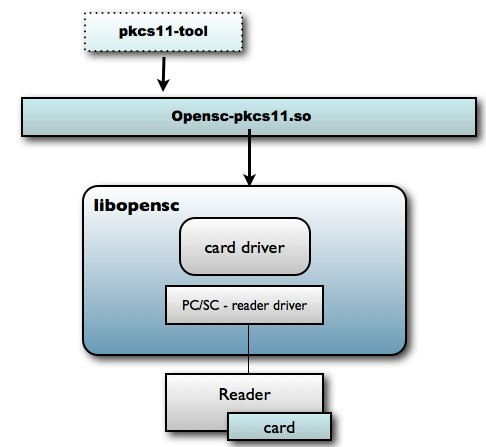 pkcs11-tool
Opensc-pkcs11.so
libopensc
card driver
PC/SC - reader driver
Reader
card